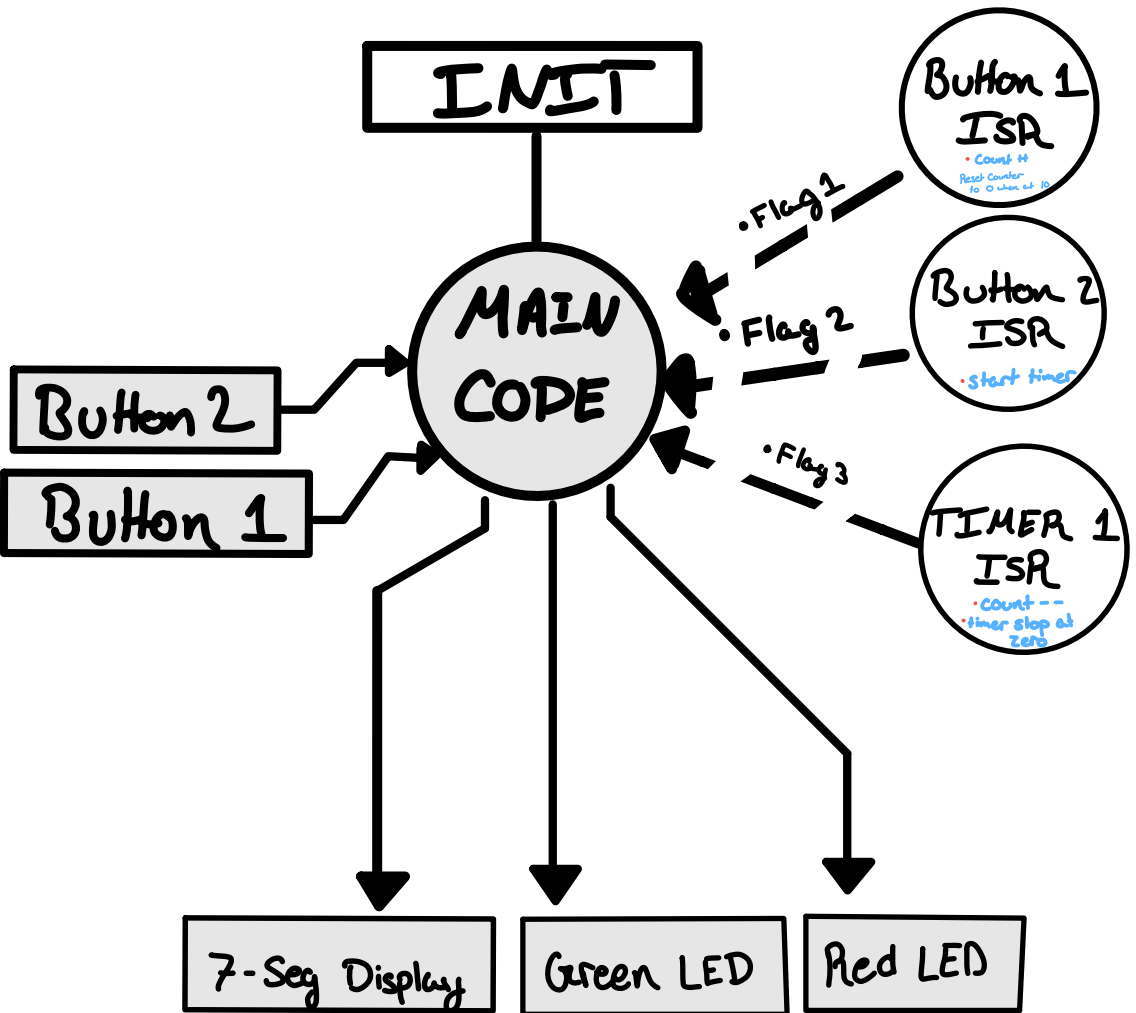 INIT
Button 1
ISR
• Count ++
Reset Counter
to 0 when at 10
• Flag 1
MAIN
CODE
Button 2
ISR
• start timer
• Flag 2
Button 2
Button 1
• Flag 3
TIMER 1
ISR
• count --
• timer stop at
zero
7-Seg Display
Green LED
Red LED